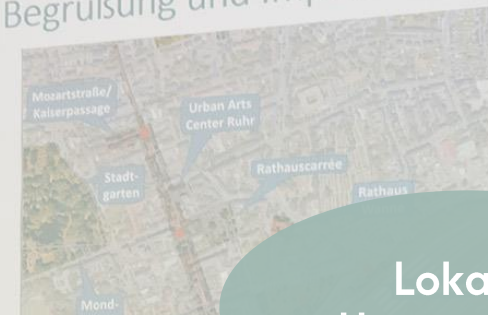 Begrüßung und
Mozartstraße/
Kaiserpassage
Urban Arts
Center Ruhr
Stadt-
garten
Rathauscarrée
Rathaus
Mond-
Loka